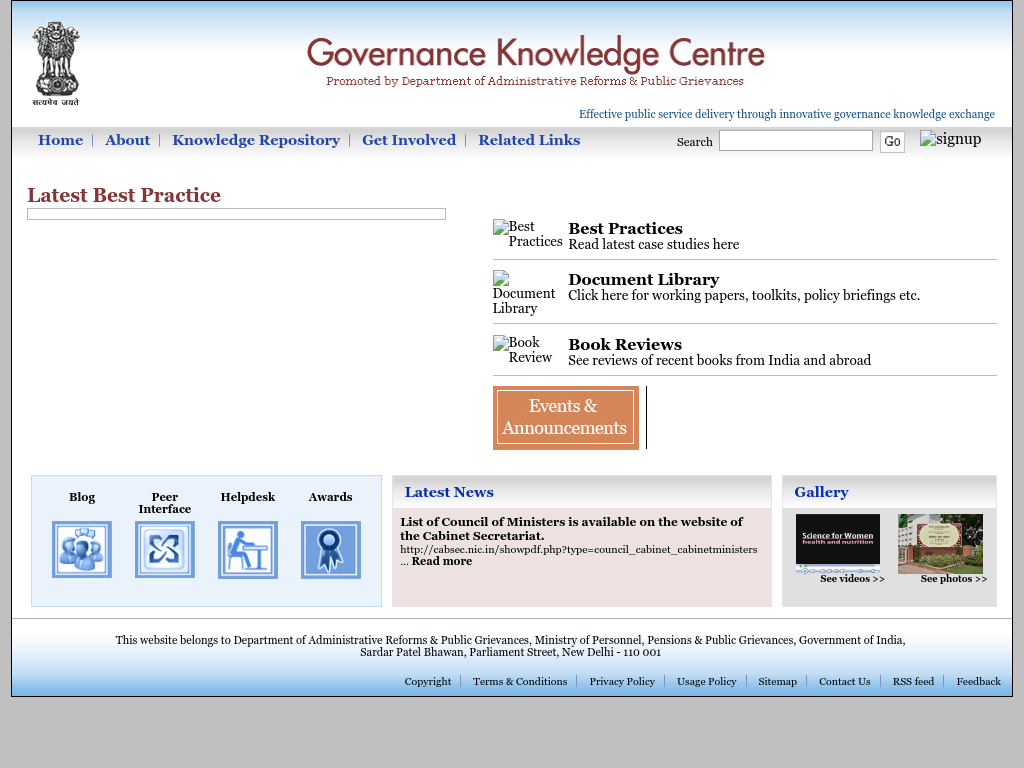 Governance Knowledge Centre
Promoted by Department of Administrative Reforms & Public Grievances
सत्यमेव जयते
Effective public service delivery through innovative governance knowledge exchange
Home
About
Knowledge Repository
Get Involved
Related Links
Search
Go
signup
Latest Best Practice
Best
Practices
Best Practices
Read latest case studies here
Document
Library
Document Library
Click here for working papers, toolkits, policy briefings etc.
Book
Review
Book Reviews
See reviews of recent books from India and abroad
Events &
Announcements
Blog
Peer
Interface
Helpdesk
Awards
Latest News
List of Council of Ministers is available on the website of
the Cabinet Secretariat.
http://cabsec.nic.in/showpdf.php?type=council_cabinet_cabinetministers
... Read more
Gallery
Science for Women
health and nutrition
See videos >>
See photos >>
This website belongs to Department of Administrative Reforms & Public Grievances, Ministry of Personnel, Pensions & Public Grievances, Government of India,
Sardar Patel Bhawan, Parliament Street, New Delhi - 110 001
Copyright
Terms & Conditions
Privacy Policy
Usage Policy
Sitemap
Contact Us
RSS feed
Feedback